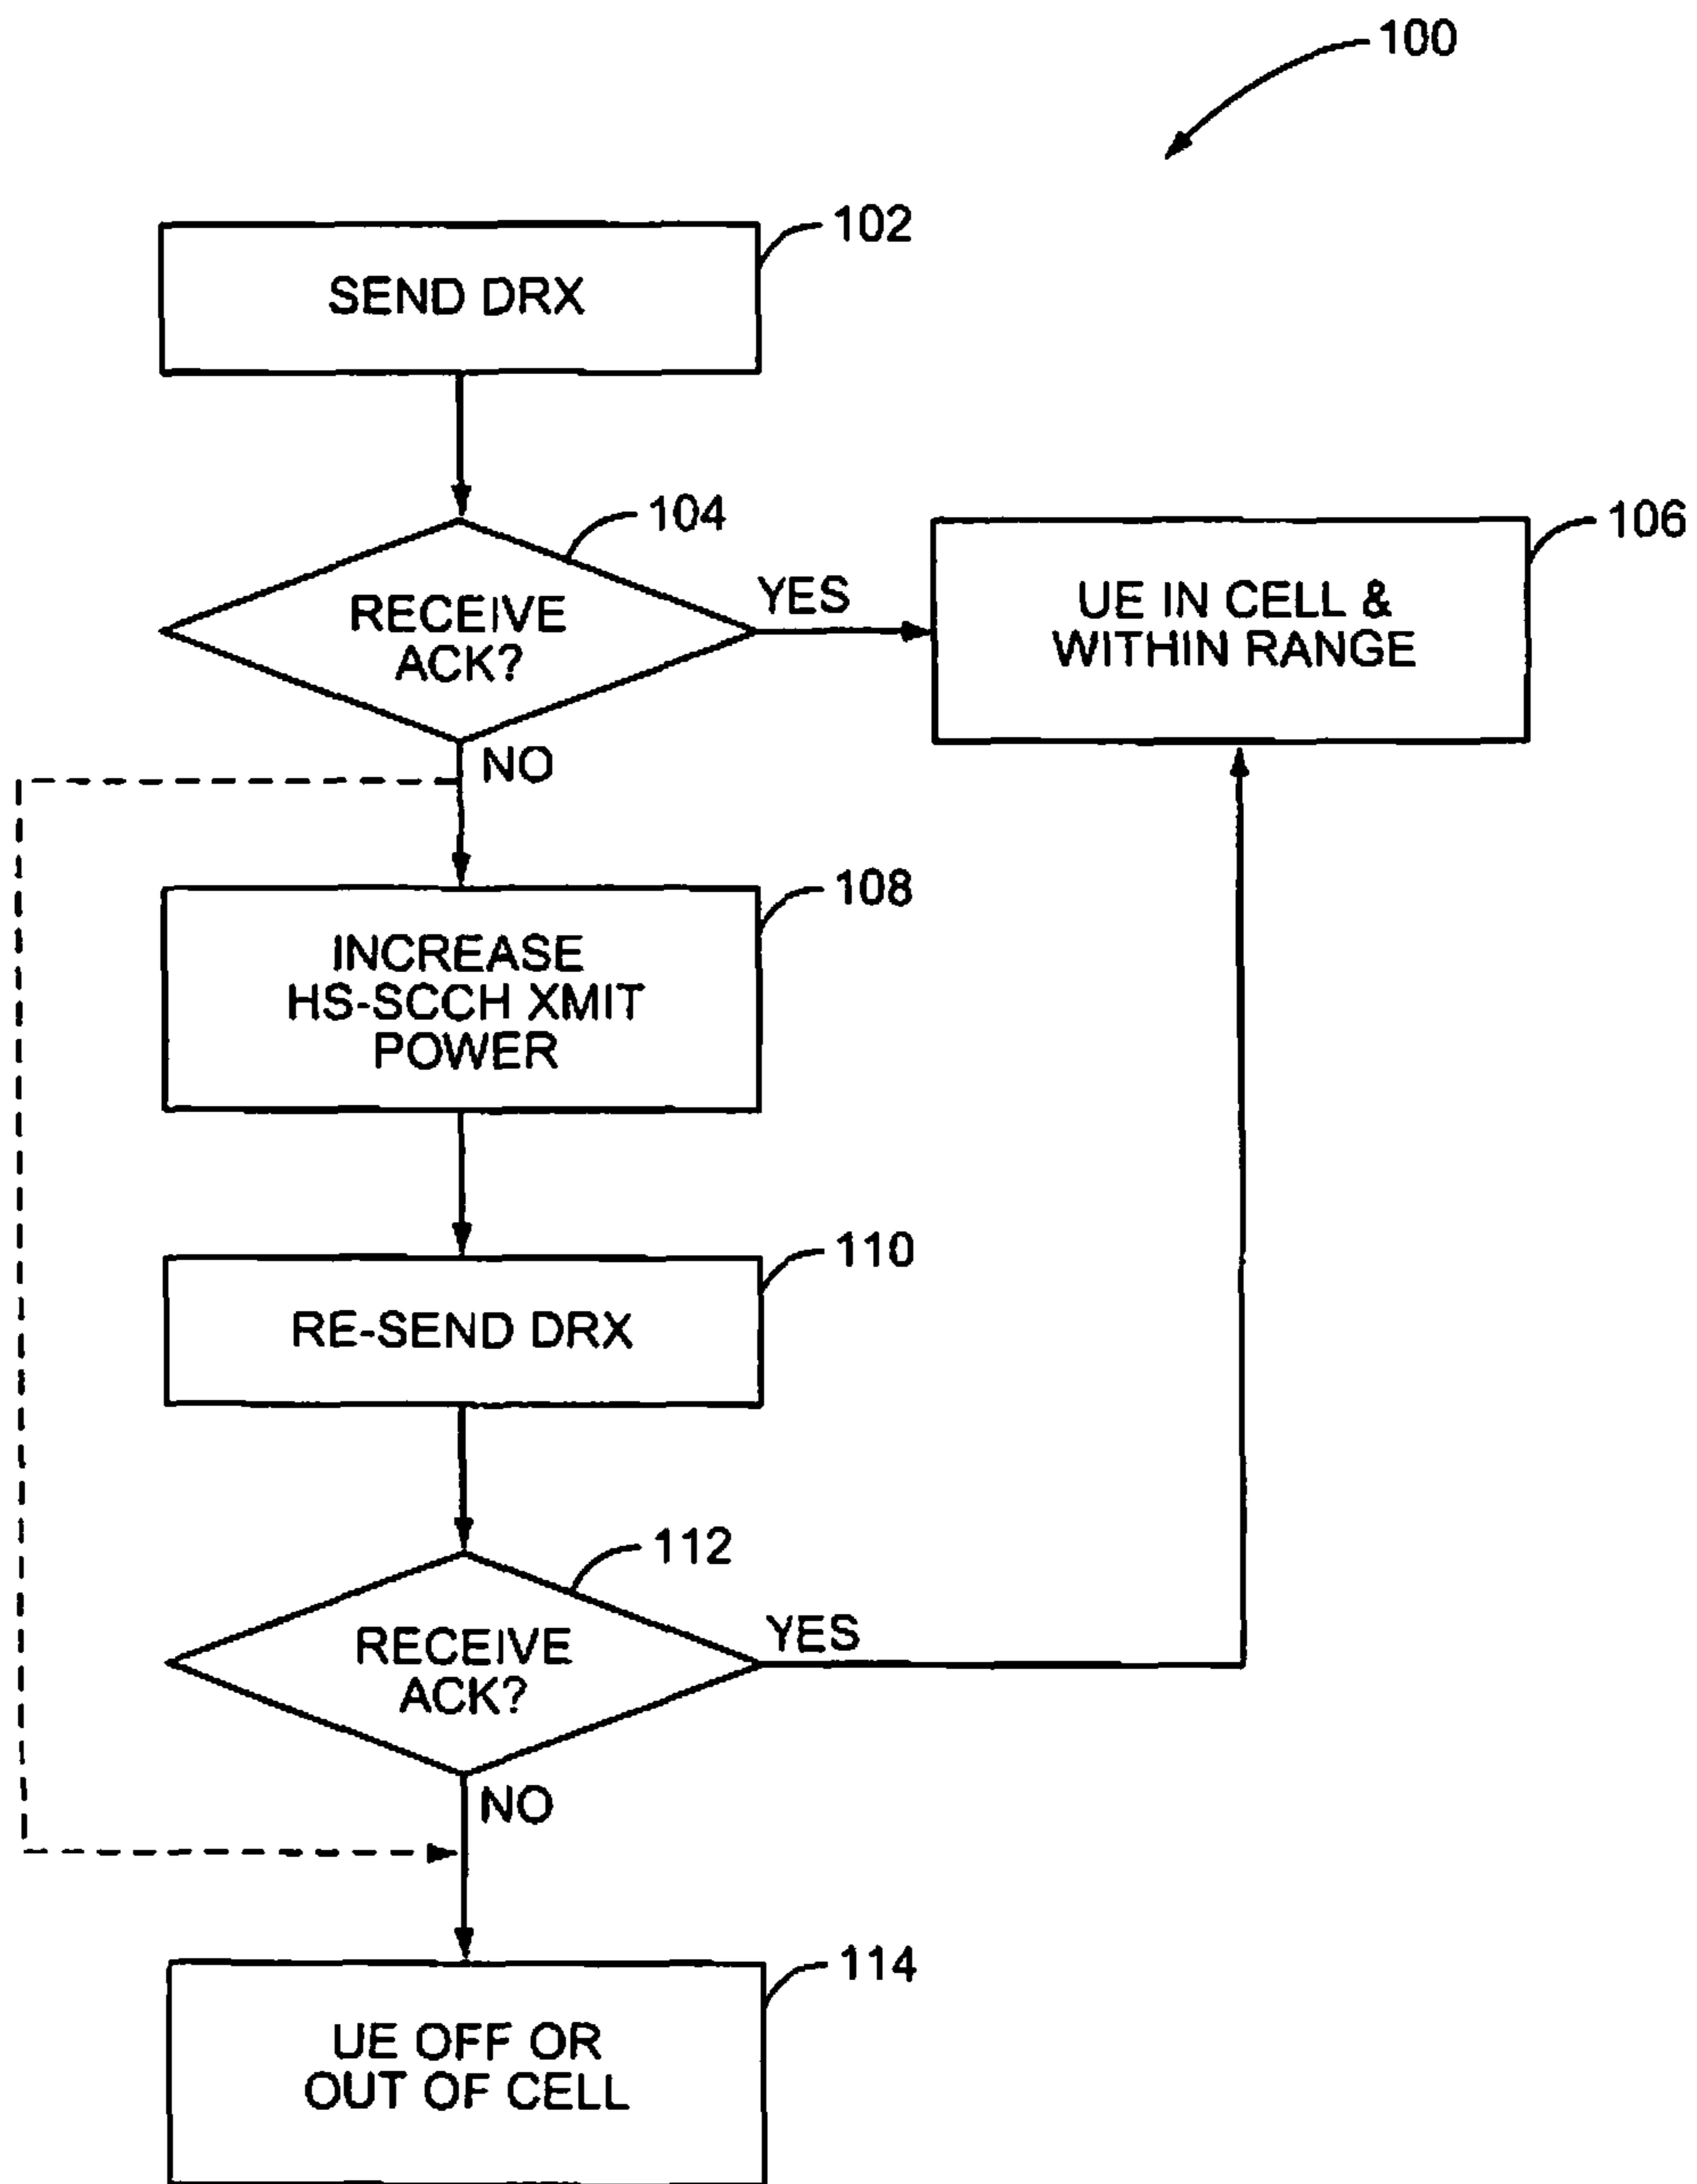 100
102
SEND DRX
104
RECEIVE
ACK?
YES
106
UE IN CELL &
WITHIN RANGE
NO
108
INCREASE
HS-SCCH XMIT
POWER
110
RE-SEND DRX
112
RECEIVE
ACK?
YES
NO
114
UE OFF OR
OUT OF CELL